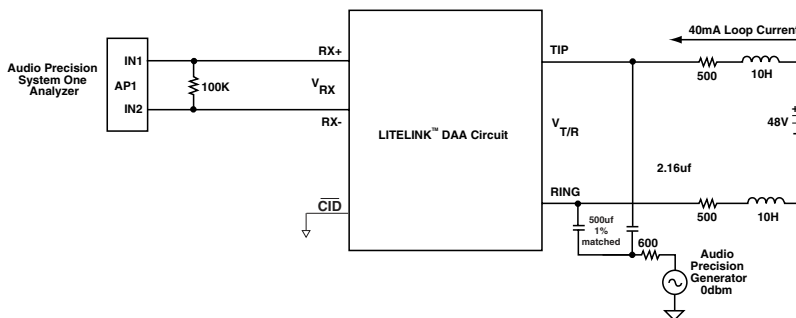 40mA Loop Current
Audio Precision
System One
Analyzer
IN1
AP1
IN2
100K
RX+
VRX
RX-
LITELINK™ DAA Circuit
CID
TIP
VT/R
RING
500
10H
48V
+
-
2.16uf
500
10H
500uf
1%
matched
600
Audio
Precision
Generator
0dbm